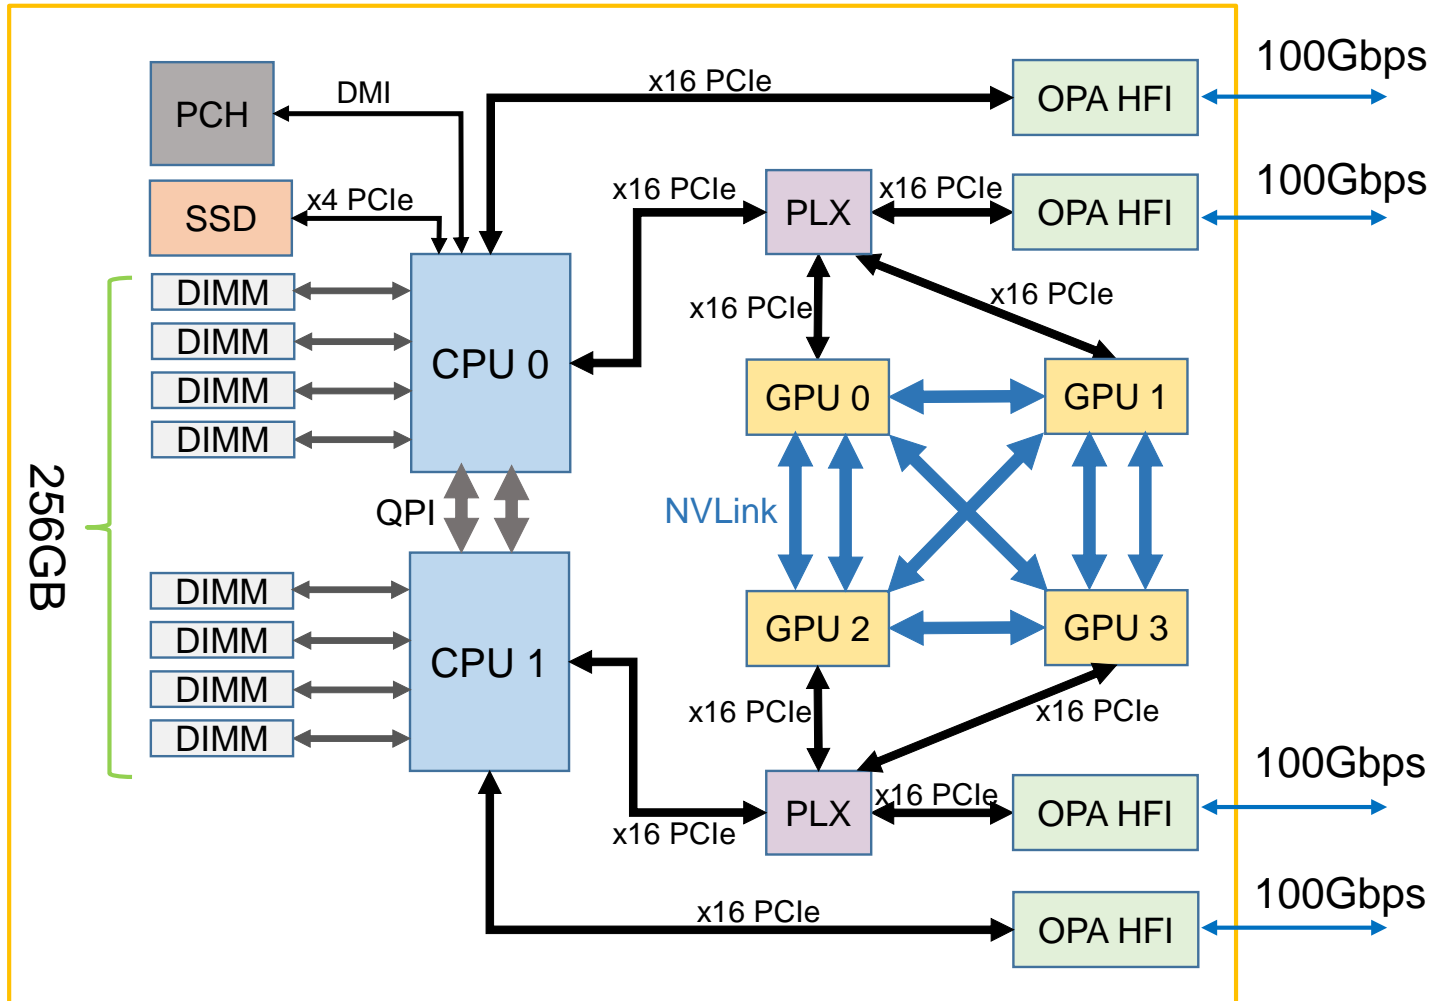 100Gbps
x16 PCIe
OPA HFI
DMI
PCH
x16 PCIe
x16 PCIe
100Gbps
PLX
OPA HFI
x4 PCIe
SSD
DIMM
x16 PCIe
x16 PCIe
DIMM
CPU 0
DIMM
GPU 0
GPU 1
DIMM
256GB
QPI
NVLink
DIMM
DIMM
CPU 1
GPU 2
GPU 3
DIMM
x16 PCIe
x16 PCIe
DIMM
100Gbps
x16 PCIe
PLX
OPA HFI
x16 PCIe
100Gbps
x16 PCIe
OPA HFI